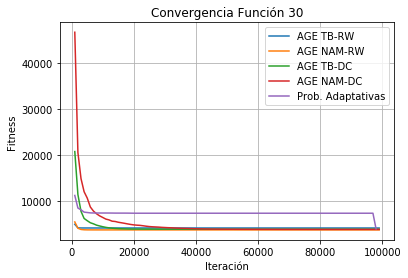 Convergencia Función 30
AGE TB-RW
AGE NAM-RW
AGE TB-DC
AGE NAM-DC
Prob. Adaptativas
Fitness
40000
30000
20000
10000
0 20000 40000 60000 80000 100000
Iteración